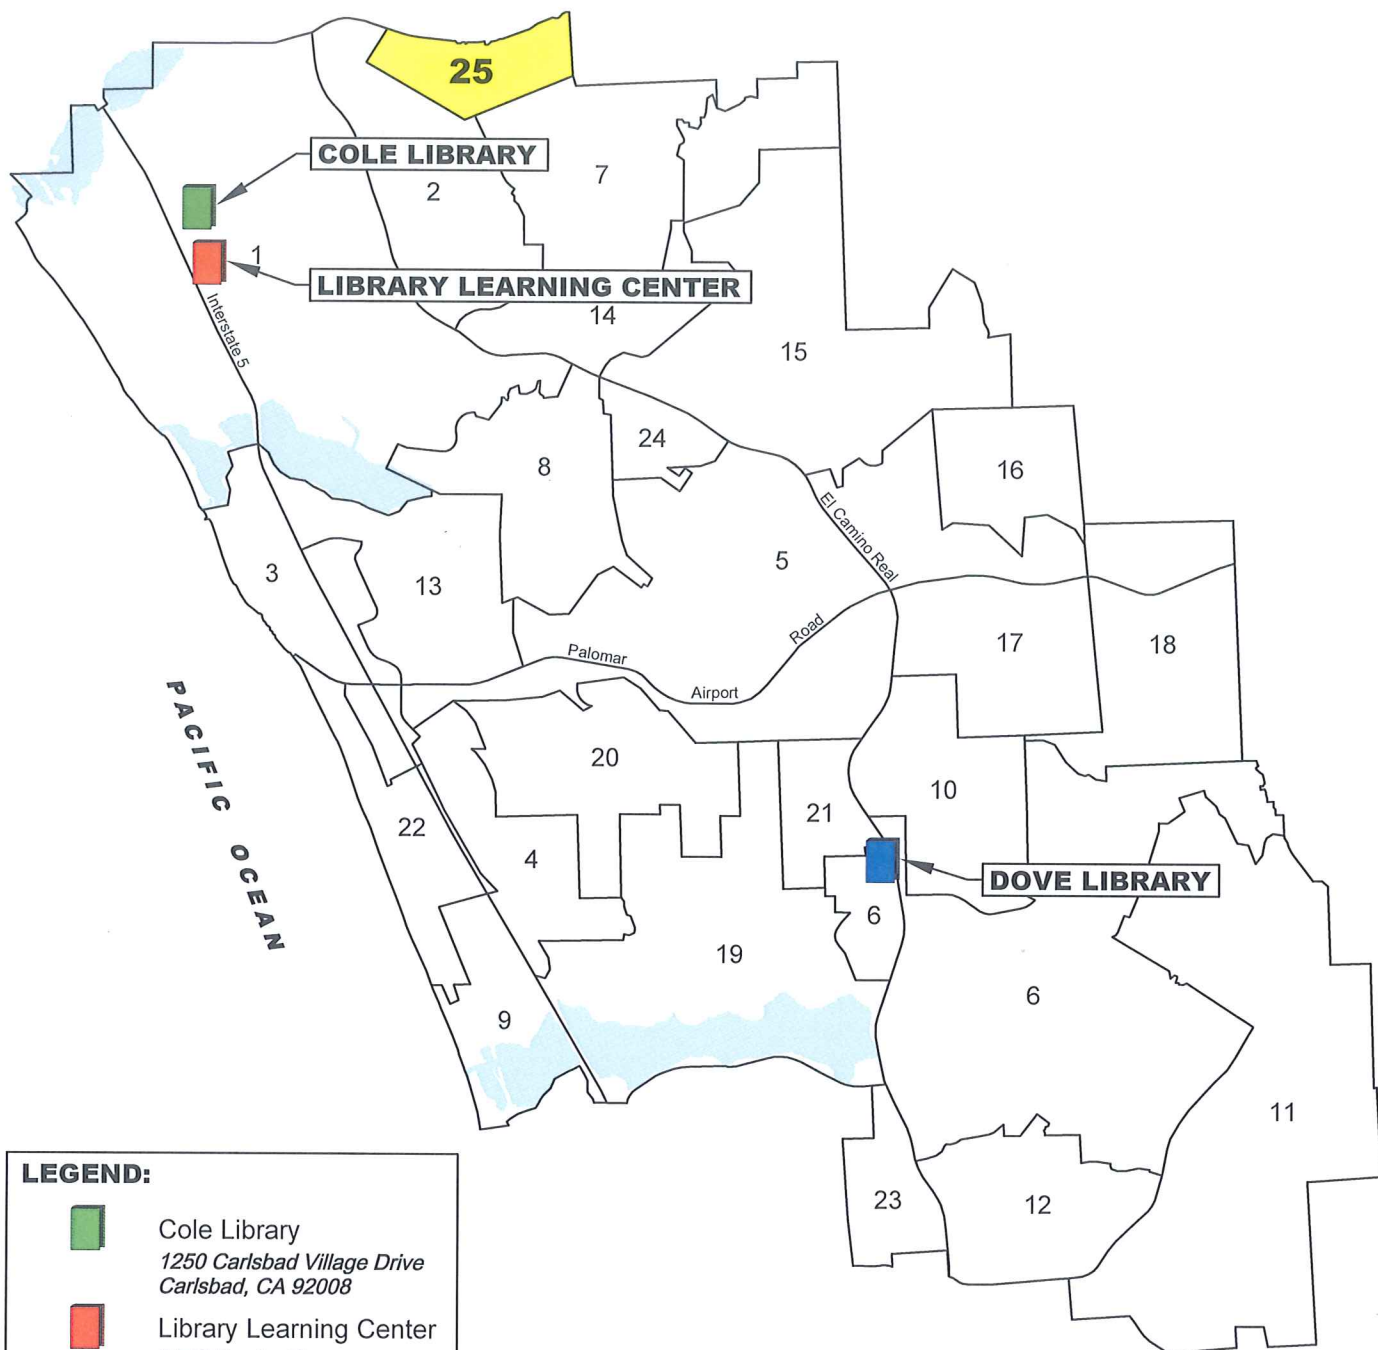 25
COLE LIBRARY
2
7
1
LIBRARY LEARNING CENTER
Interstate 5
14
15
24
8
16
El Camino Real
5
3
13
17
18
Palomar
Airport
Road
PACIFIC OCEAN
20
10
21
22
4
DOVE LIBRARY
6
19
6
9
11
23
12
LEGEND:
Cole Library
1250 Carlsbad Village Drive
Carlsbad, CA 92008
Library Learning Center